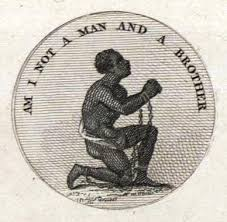 AM I NOT A MAN AND A BROTHER